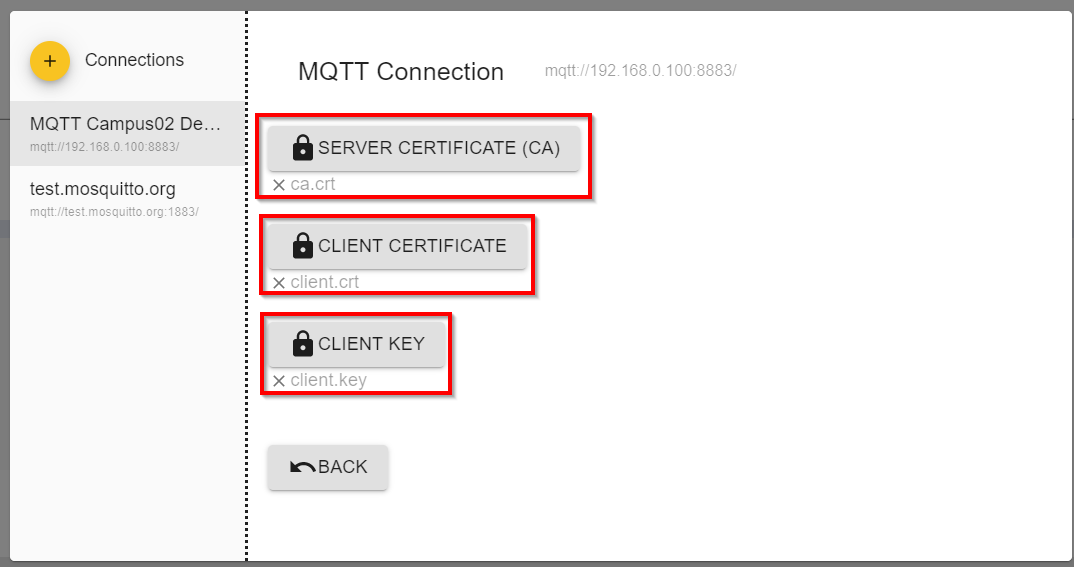 + Connections
MQTT Campus02 De...
mqtt://192.168.0.100:8883/
test.mosquitto.org
mqtt://test.mosquitto.org:1883/
MQTT Connection
mqtt://192.168.0.100:8883/
SERVER CERTIFICATE (CA)
ca.crt
CLIENT CERTIFICATE
client.crt
CLIENT KEY
client.key
BACK